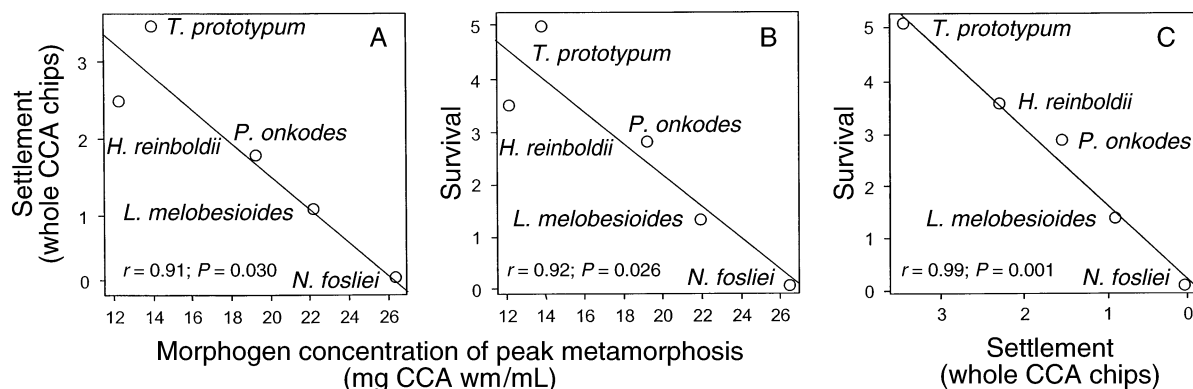 A
Settlement
(whole CCA chips)
3
2
1
0
T. prototypum
H. reinboldii
P. onkodes
L. melobesioides
N. fosliei
r = 0.91; P = 0.030
12 14 16 18 20 22 24 26
B
Survival
5
4
3
2
1
0
T. prototypum
P. onkodes
H. reinboldii
L. melobesioides
N. fosliei
r = 0.92; P = 0.026
12 14 16 18 20 22 24 26
Morphogen concentration of peak metamorphosis
(mg CCA wm/mL)
C
Survival
5
4
3
2
1
0
T. prototypum
H. reinboldii
P. onkodes
L. melobesioides
N. fosliei
r = 0.99; P = 0.001
3 2 1 0
Settlement
(whole CCA chips)